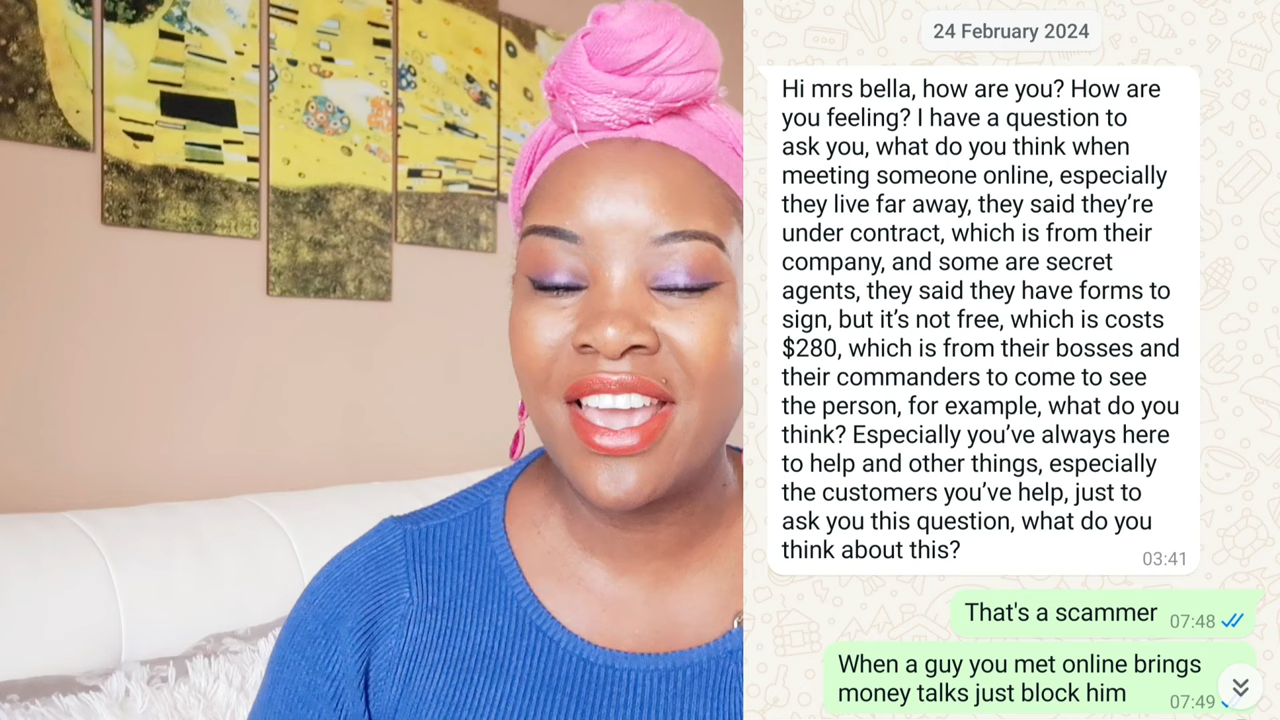 24 February 2024
Hi mrs bella, how are you? How are
you feeling? I have a question to
ask you, what do you think when
meeting someone online, especially
they live far away, they said they’re
under contract, which is from their
company, and some are secret
agents, they said they have forms to
sign, but it’s not free, which is costs
$280, which is from their bosses and
their commanders to come to see
the person, for example, what do you
think? Especially you’ve always here
to help and other things, especially
the customers you’ve help, just to
ask you this question, what do you
think about this?
03:41
That's a scammer
07:48
When a guy you met online brings
money talks just block him
07:49